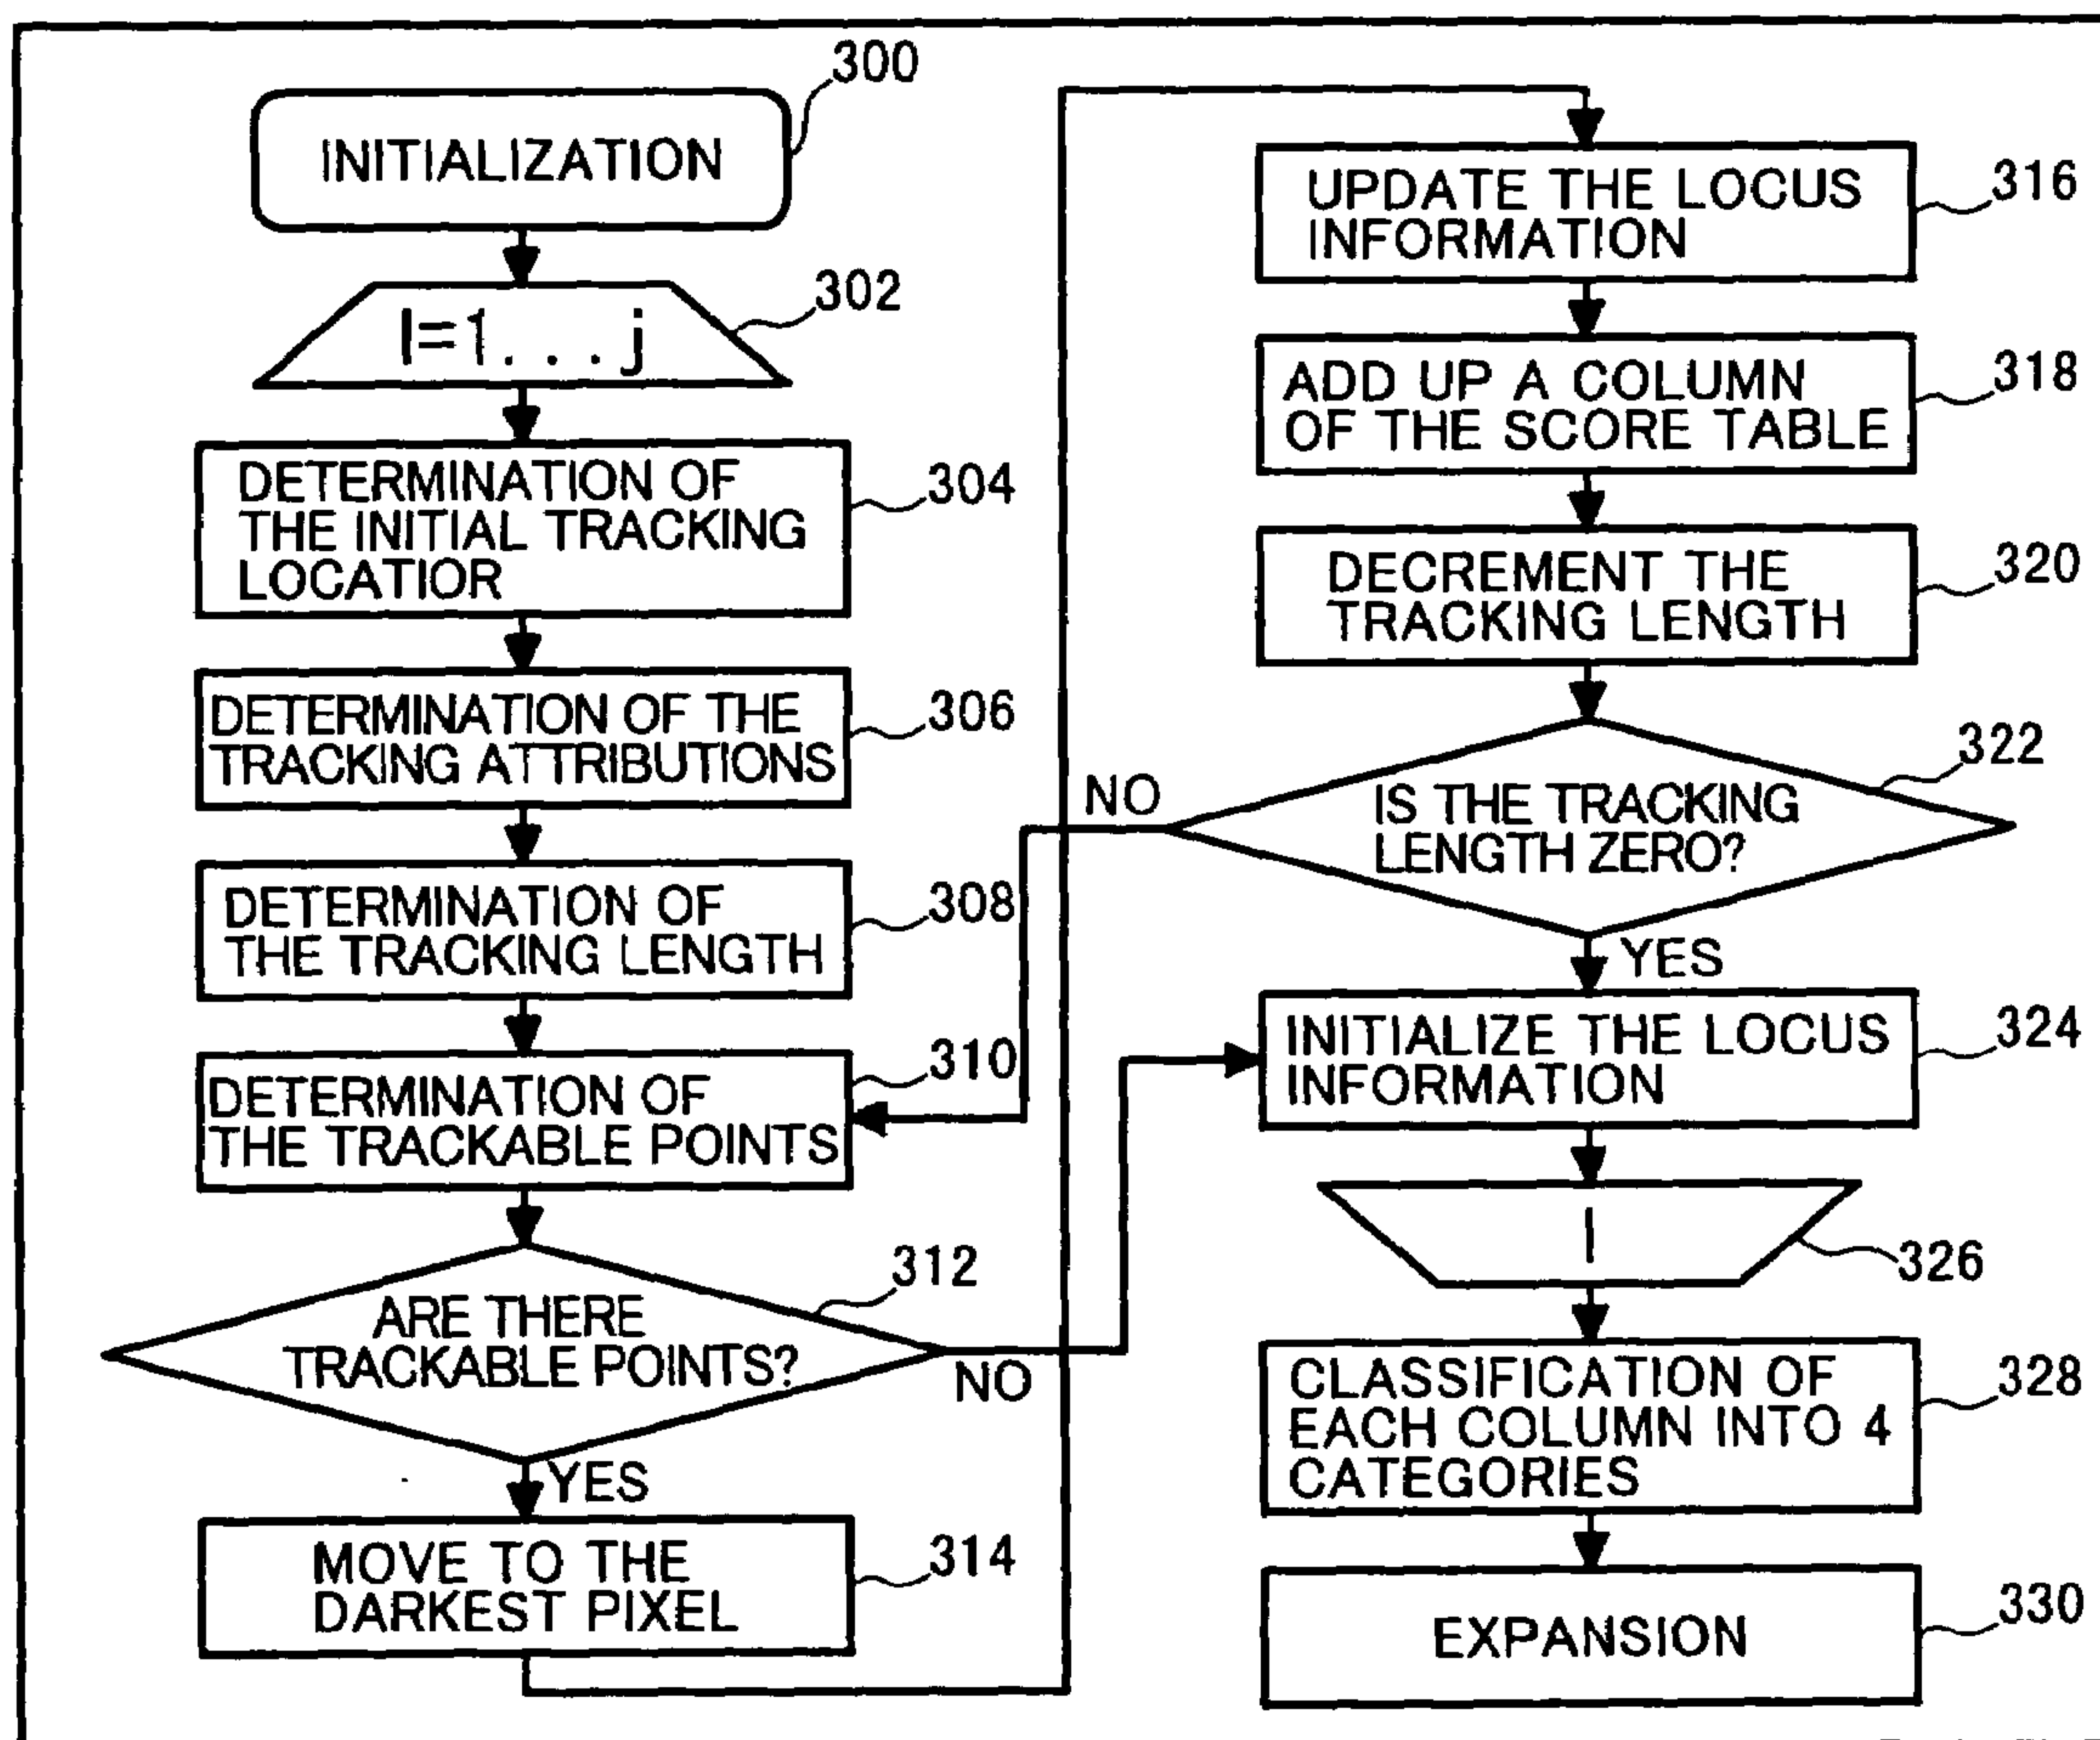 300
INITIALIZATION
302
I=1...j
304
DETERMINATION OF
THE INITIAL TRACKING
LOCATIOR
306
DETERMINATION OF THE
TRACKING ATTRIBUTIONS
308
DETERMINATION OF
THE TRACKING LENGTH
310
DETERMINATION OF
THE TRACKABLE POINTS
312
ARE THERE
TRACKABLE POINTS?
NO
YES
314
MOVE TO THE
DARKEST PIXEL
316
UPDATE THE LOCUS
INFORMATION
318
ADD UP A COLUMN
OF THE SCORE TABLE
320
DECREMENT THE
TRACKING LENGTH
322
NO
IS THE TRACKING
LENGTH ZERO?
YES
324
INITIALIZE THE LOCUS
INFORMATION
I
326
328
CLASSIFICATION OF
EACH COLUMN INTO 4
CATEGORIES
330
EXPANSION